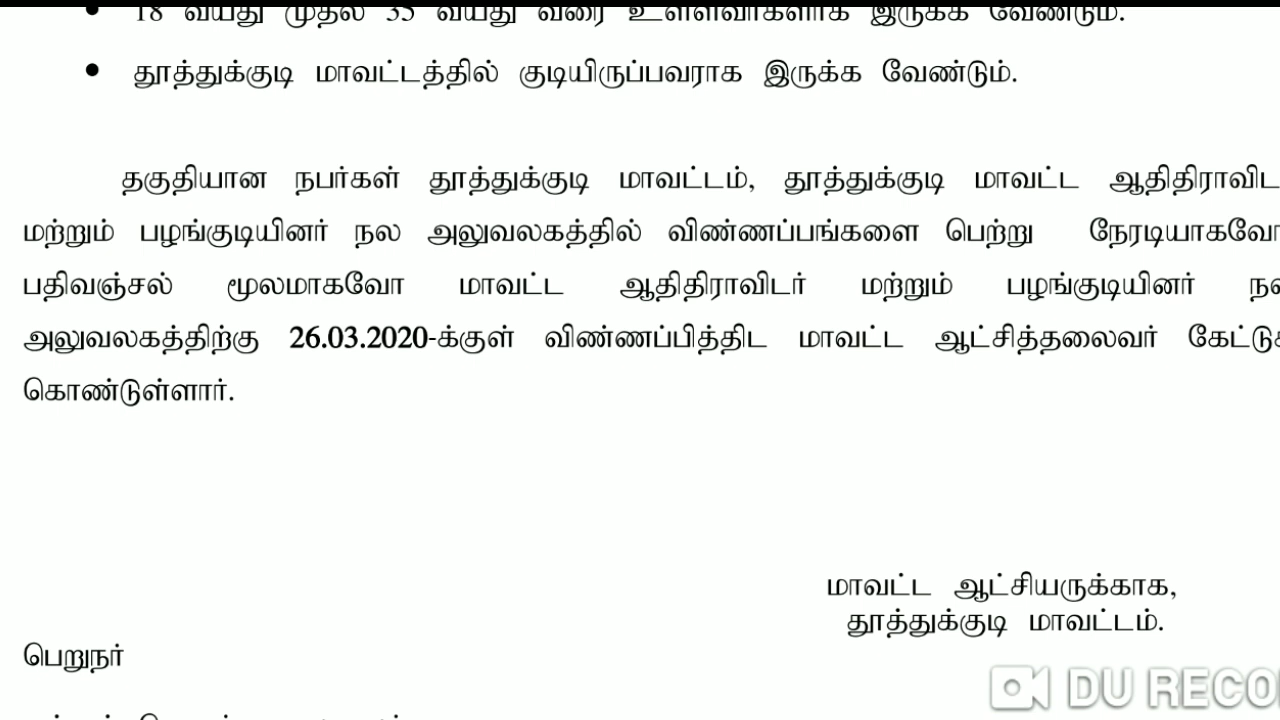 18 வயது முதல் 35 வயது வரை உள்ளவர்களாக இருக்க வேண்டும்.
தூத்துக்குடி மாவட்டத்தில் குடியிருப்பவராக இருக்க வேண்டும்.
தகுதியான நபர்கள் தூத்துக்குடி மாவட்டம், தூத்துக்குடி மாவட்ட ஆதிதிராவிட
மற்றும் பழங்குடியினர் நல அலுவலகத்தில் விண்ணப்பங்களை பெற்று நேரடியாகவோ
பதிவஞ்சல் மூலமாகவோ மாவட்ட ஆதிதிராவிடர் மற்றும் பழங்குடியினர் நல
அலுவலகத்திற்கு 26.03.2020-க்குள் விண்ணப்பித்திட மாவட்ட ஆட்சித்தலைவர் கேட்டுக
கொண்டுள்ளார்.
மாவட்ட ஆட்சியருக்காக,
தூத்துக்குடி மாவட்டம்.
பெறுநர்
DU RECO